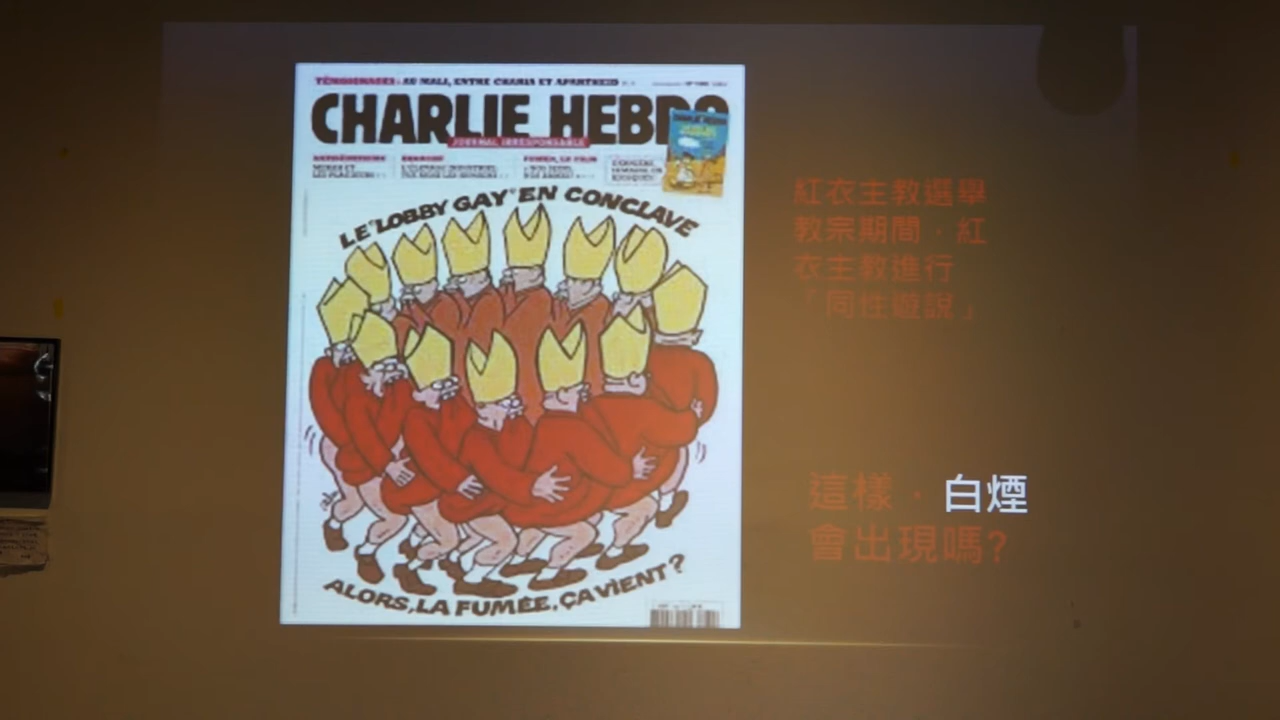 TÉMOIGNAGES : AU MALI, ENTRE CHARIA ET APARTHEID
CHARLIE HEBDO
JOURNAL IRRESPONSABLE
LE "LOBBY GAY" EN CONCLAVE
ALORS, LA FUMÉE, ÇA VIENT ?
紅衣主教選舉
教宗期間，紅
衣主教進行
「同性遊說」
這樣，白煙
會出現嗎？